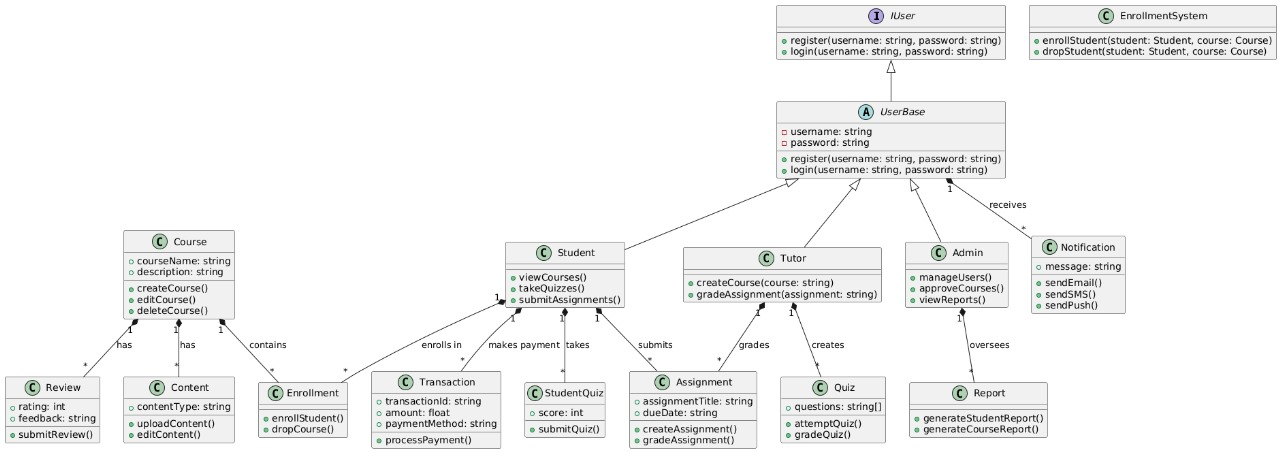 I IUser
register(username: string, password: string)
login(username: string, password: string)
C EnrollmentSystem
enrollStudent(student: Student, course: Course)
dropStudent(student: Student, course: Course)
A UserBase
username: string
password: string
register(username: string, password: string)
login(username: string, password: string)
1
receives
*
1
C Course
courseName: string
description: string
createCourse()
editCourse()
deleteCourse()
C Student
viewCourses()
takeQuizzes()
submitAssignments()
C Tutor
createCourse(course: string)
gradeAssignment(assignment: string)
C Admin
manageUsers()
approveCourses()
viewReports()
C Notification
message: string
sendEmail()
sendSMS()
sendPush()
1 1 1
1 1 1
1 1
1
has
has
contains
enrolls in
makes payment
takes
submits
grades
creates
oversees
* * * * * * * * * *
C Review
rating: int
feedback: string
submitReview()
C Content
contentType: string
uploadContent()
editContent()
C Enrollment
enrollStudent()
dropCourse()
C Transaction
transactionId: string
amount: float
paymentMethod: string
processPayment()
C StudentQuiz
score: int
submitQuiz()
C Assignment
assignmentTitle: string
dueDate: string
createAssignment()
gradeAssignment()
C Quiz
questions: string[]
attemptQuiz()
gradeQuiz()
C Report
generateStudentReport()
generateCourseReport()